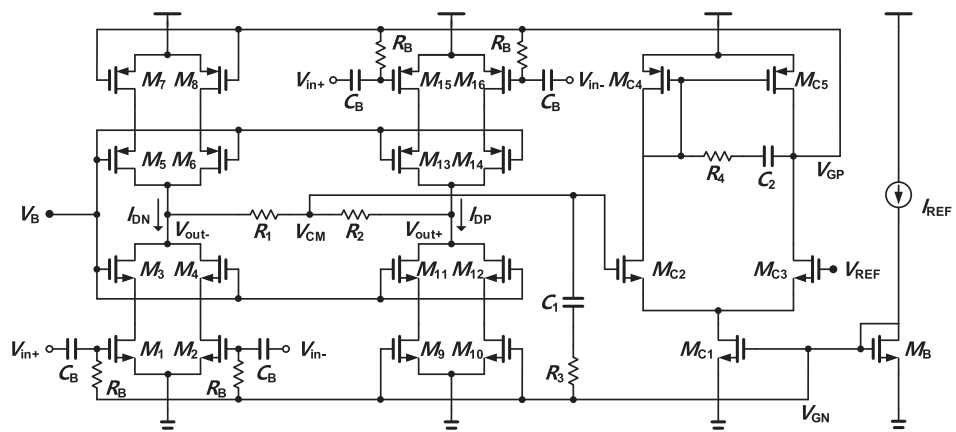 R_B R_B
M_7 M_8 V_in+ C_B M_15 M_16 C_B V_in- M_C4 M_C5
M_5 M_6 M_13 M_14 R_4 C_2 V_GP
V_B I_DN V_out- R_1 V_CM R_2 V_out+ I_DP I_REF
M_3 M_4 M_11 M_12 M_C2 M_C3 V_REF
C_1
V_in+ C_B R_B M_1 M_2 R_B C_B V_in- M_9 M_10 R_3 M_C1 M_B
V_GN